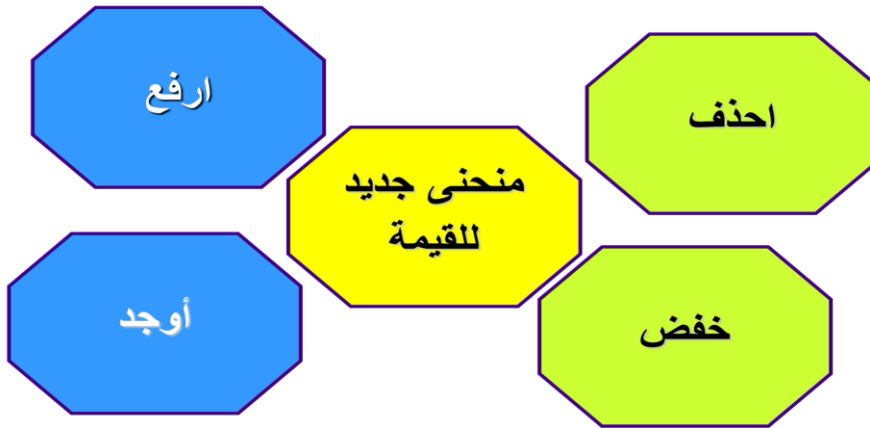 ارفع
احذف
منحنى جديد
للقيمة
أوجد
خفض